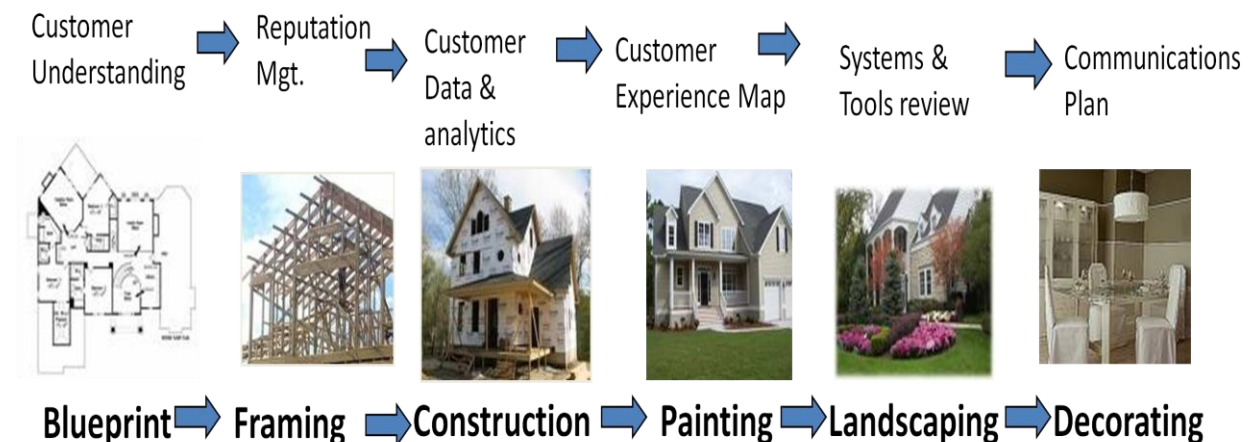 Customer
Understanding
Reputation
Mgt.
Customer
Data &
analytics
Customer
Experience Map
Systems &
Tools review
Communications
Plan
Blueprint
Framing
Construction
Painting
Landscaping
Decorating